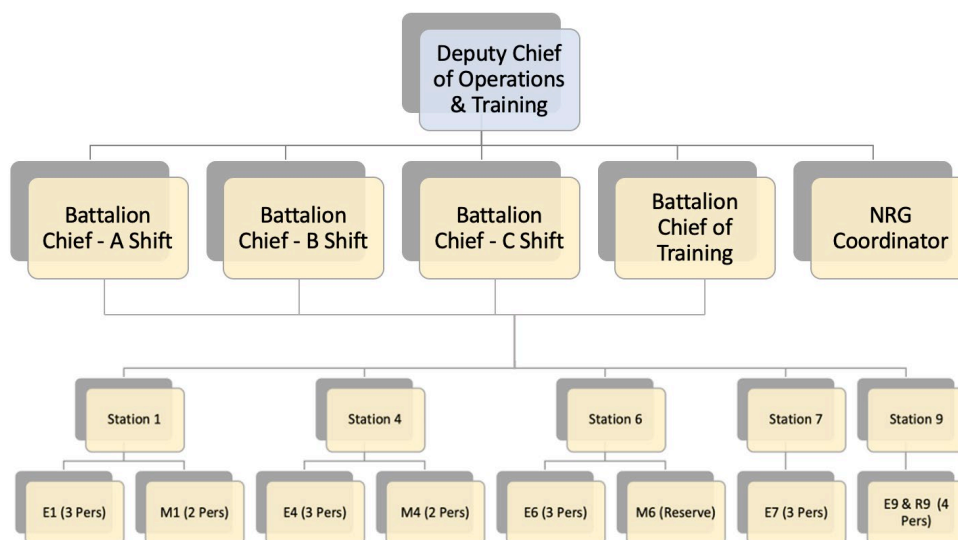 Deputy Chief
of Operations
& Training
Battalion
Chief - A Shift
Battalion
Chief - B Shift
Battalion
Chief - C Shift
Battalion
Chief of
Training
NRG
Coordinator
Station 1
Station 4
Station 6
Station 7
Station 9
E1 (3 Pers)
M1 (2 Pers)
E4 (3 Pers)
M4 (2 Pers)
E6 (3 Pers)
M6 (Reserve)
E7 (3 Pers)
E9 & R9 (4
Pers)